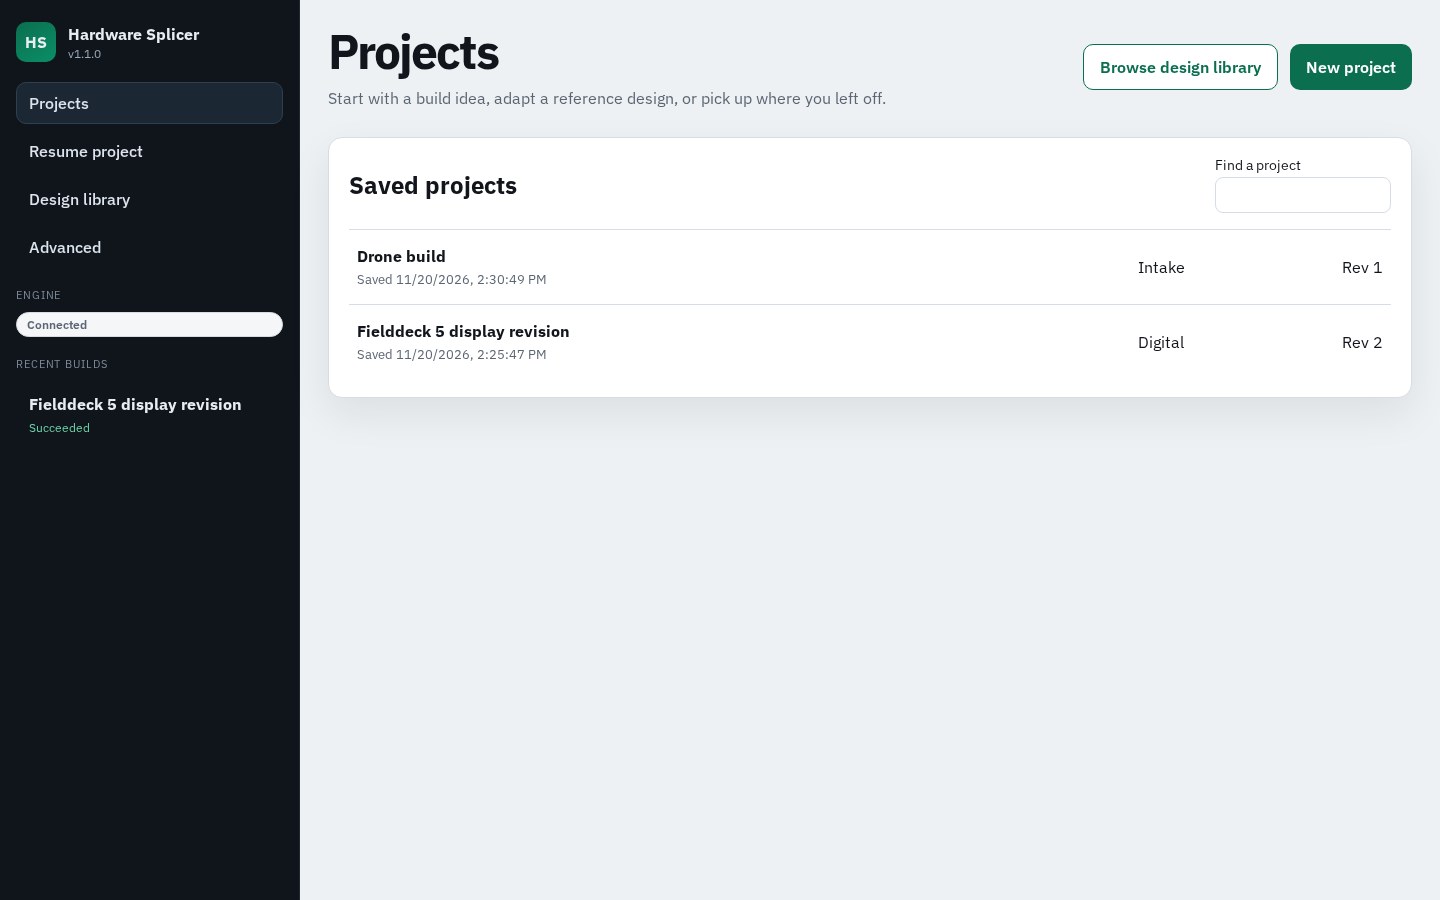 HS
Hardware Splicer
v1.1.0
Projects
Resume project
Design library
Advanced
ENGINE
Connected
RECENT BUILDS
Fielddeck 5 display revision
Succeeded
Projects
Start with a build idea, adapt a reference design, or pick up where you left off.
Browse design library
New project
Saved projects
Find a project
Drone build
Saved 11/20/2026, 2:30:49 PM
Intake
Rev 1
Fielddeck 5 display revision
Saved 11/20/2026, 2:25:47 PM
Digital
Rev 2